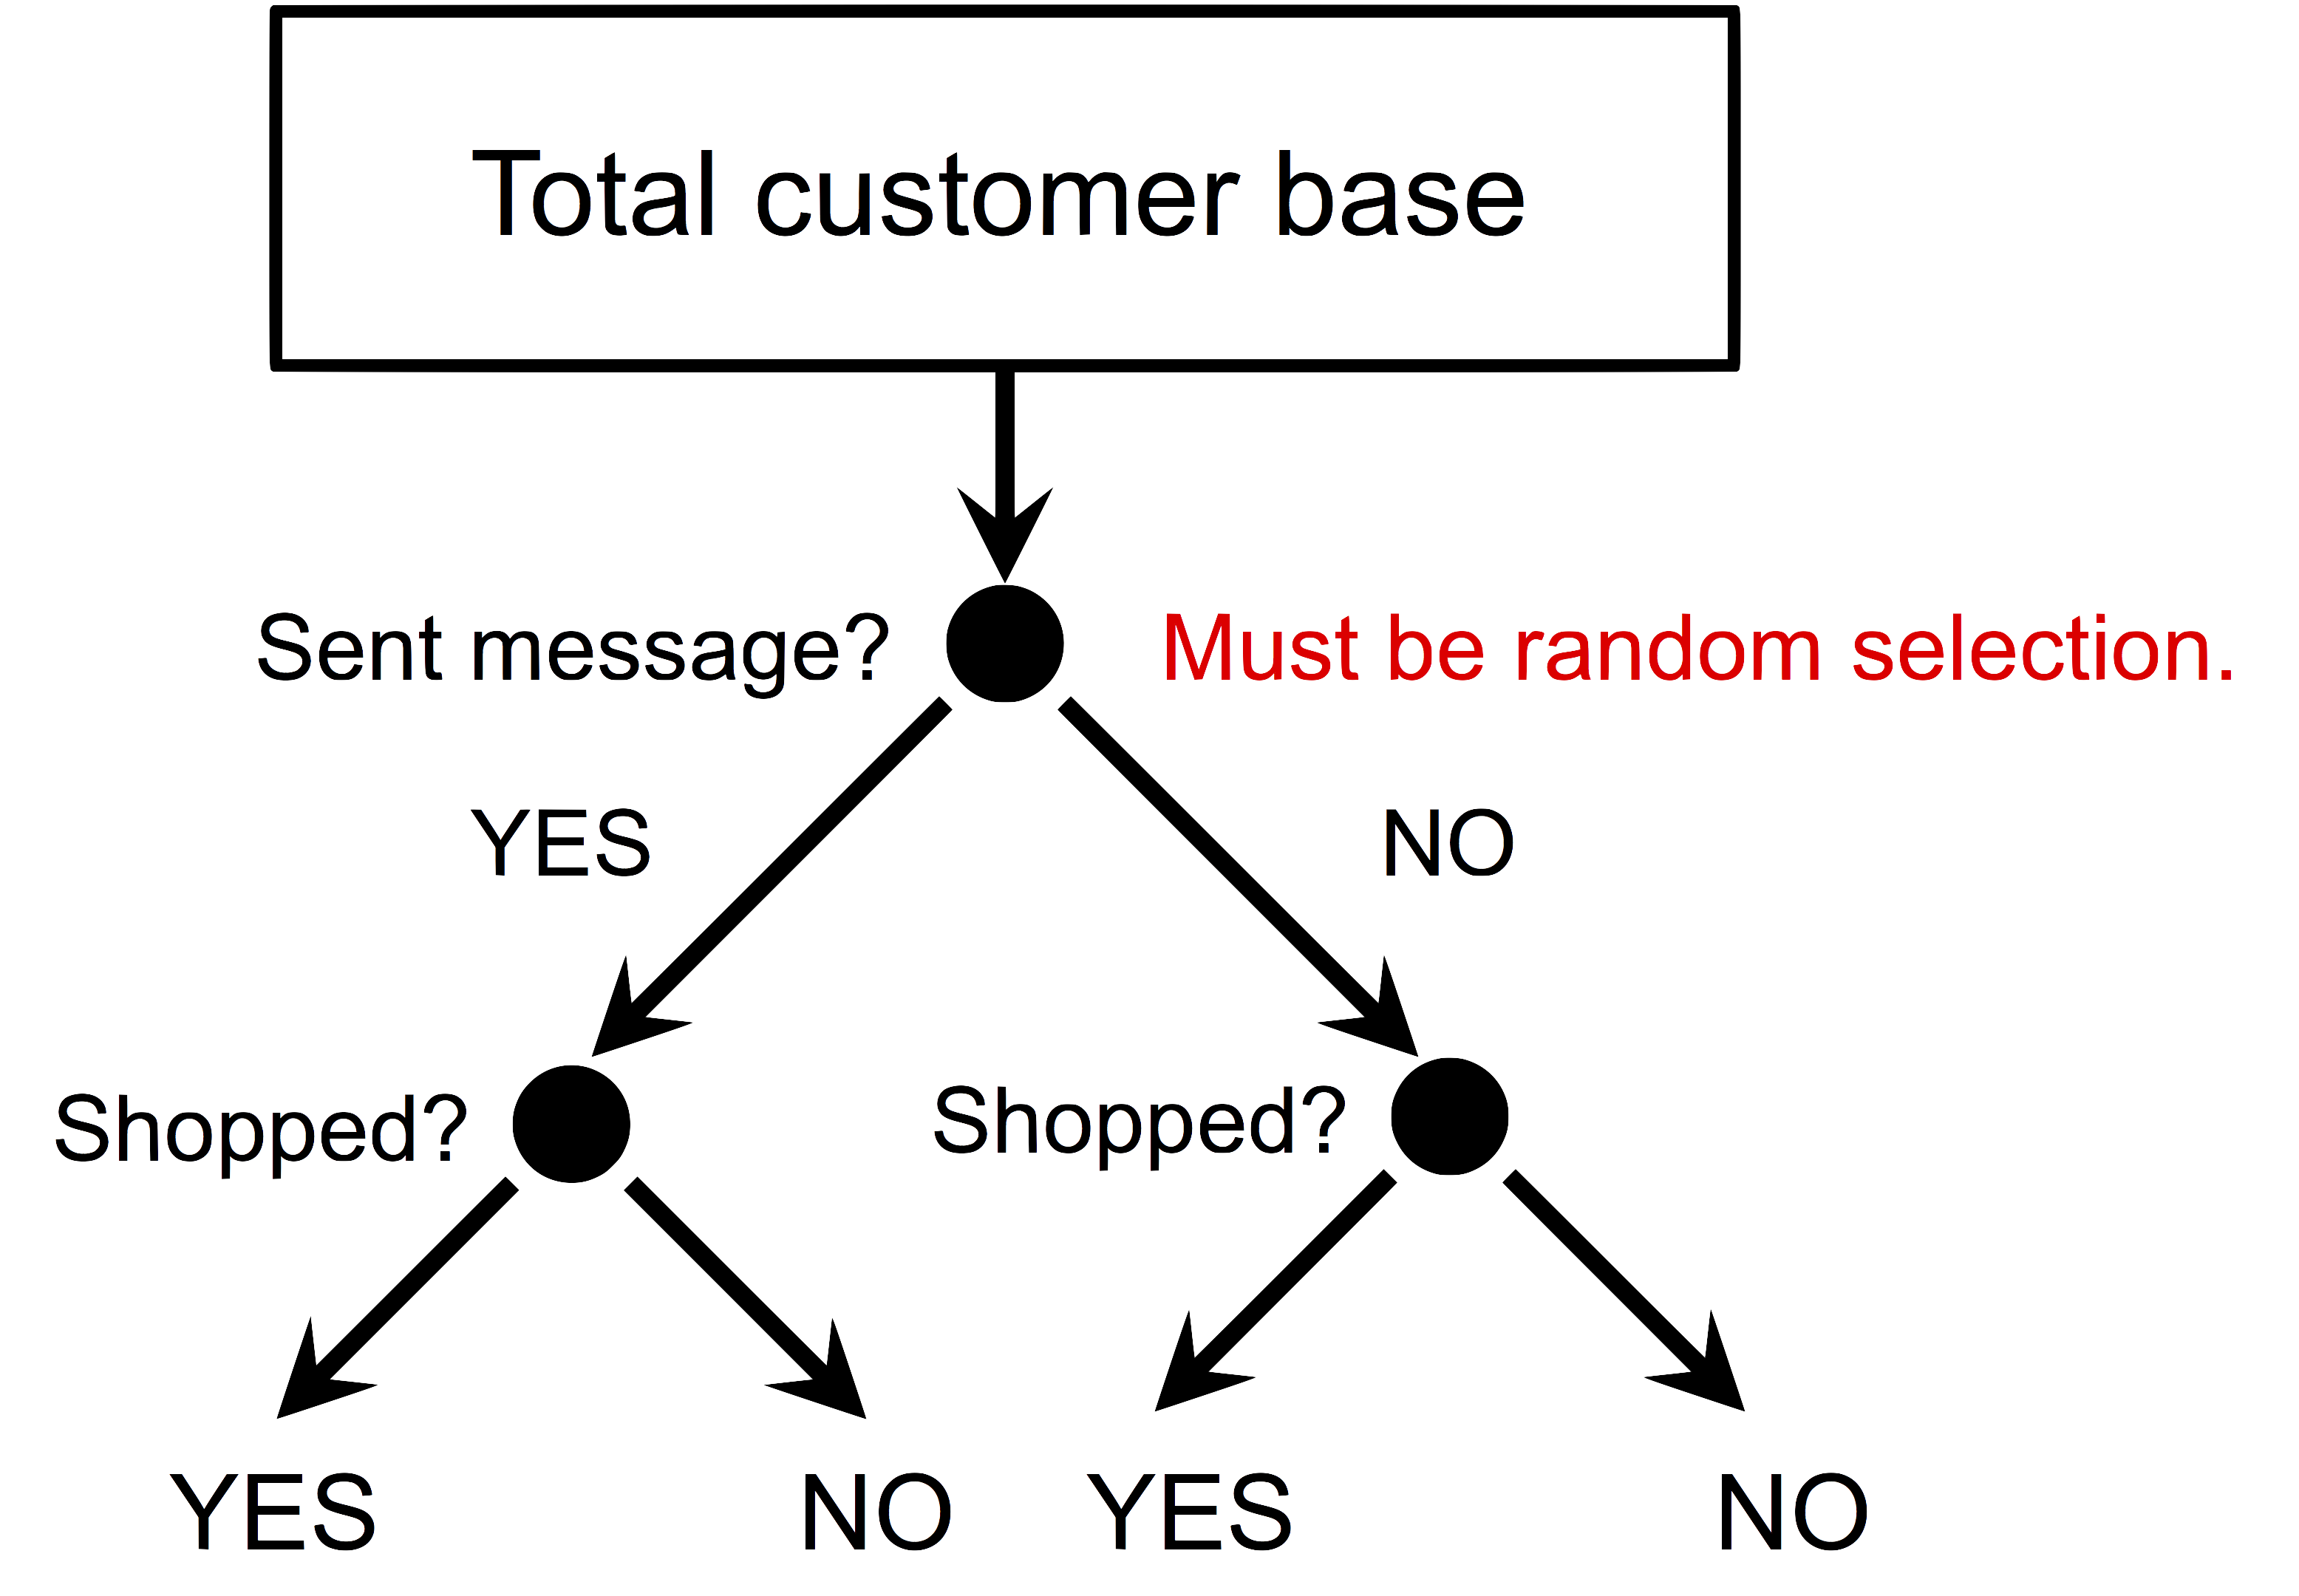 Total customer base
Sent message?
Must be random selection.
YES
NO
Shopped?
Shopped?
YES
NO
YES
NO